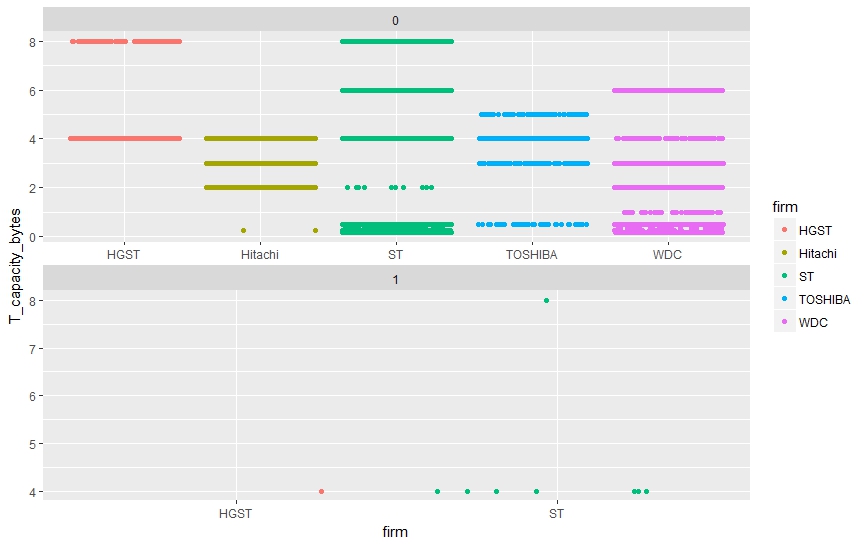 0
8
6
4
2
0
HGST Hitachi ST TOSHIBA WDC
1
8
7
6
5
4
HGST ST
firm
T_capacity_bytes
firm
HGST
Hitachi
ST
TOSHIBA
WDC